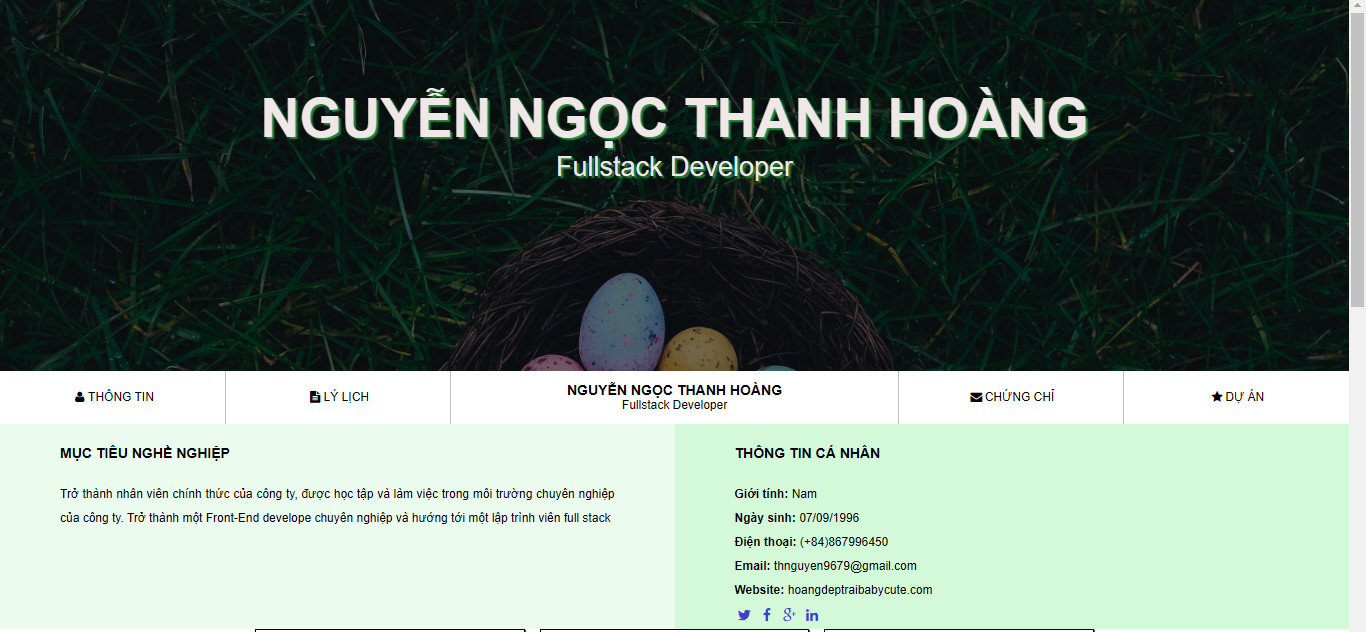 NGUYỄN NGỌC THANH HOÀNG
Fullstack Developer
THÔNG TIN
LÝ LỊCH
NGUYỄN NGỌC THANH HOÀNG
Fullstack Developer
CHỨNG CHỈ
DỰ ÁN
MỤC TIÊU NGHỀ NGHIỆP
Trở thành nhân viên chính thức của công ty, được học tập và làm việc trong môi trường chuyên nghiệp
của công ty. Trở thành một Front-End develope chuyên nghiệp và hướng tới một lập trình viên full stack
THÔNG TIN CÁ NHÂN
Giới tính: Nam
Ngày sinh: 07/09/1996
Điện thoại: (+84)867996450
Email: thnguyen9679@gmail.com
Website: hoangdeptraibabycute.com